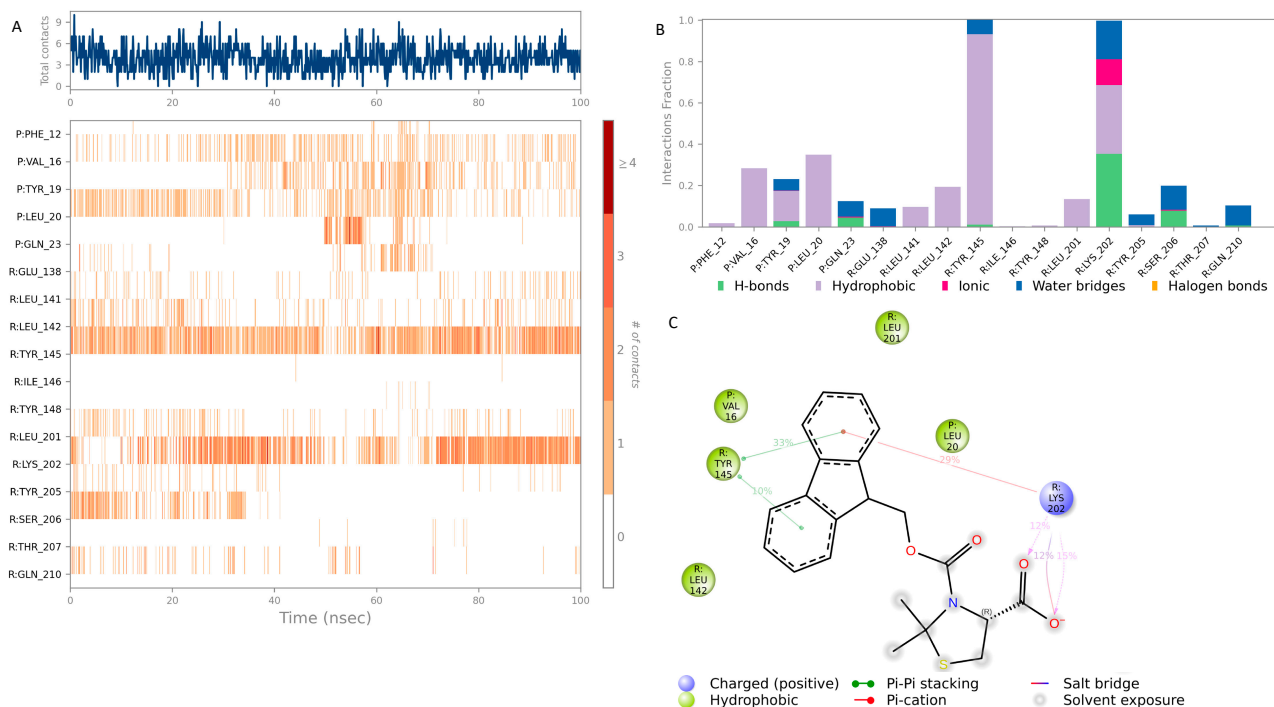 A
Total contacts
9
6
3
0
0
20
40
60
80
100
P:PHE_12
P:VAL_16
P:TYR_19
P:LEU_20
P:GLN_23
R:GLU_138
R:LEU_141
R:LEU_142
R:TYR_145
R:ILE_146
R:TYR_148
R:LEU_201
R:LYS_202
R:TYR_205
R:SER_206
R:THR_207
R:GLN_210
0
20
40
60
80
100
Time (nsec)
≥4
3
2
1
0
# of contacts
B
Interactions Fraction
1.0
0.8
0.6
0.4
0.2
0.0
P:PHE_12
P:VAL_16
P:TYR_19
P:LEU_20
P:GLN_23
R:GLU_138
R:LEU_141
R:LEU_142
R:TYR_145
R:ILE_146
R:TYR_148
R:LEU_201
R:LYS_202
R:TYR_205
R:SER_206
R:THR_207
R:GLN_210
H-bonds Hydrophobic Ionic Water bridges Halogen bonds
C
R:
LEU
201
P:
VAL
16
P:
LEU
20
R:
TYR
145
33%
29%
10%
R:
LYS
202
12%
12%
15%
R:
LEU
142
O
O
O
O⁻
N
(R)
S
Charged (positive) Pi-Pi stacking Salt bridge
Hydrophobic Pi-cation Solvent exposure